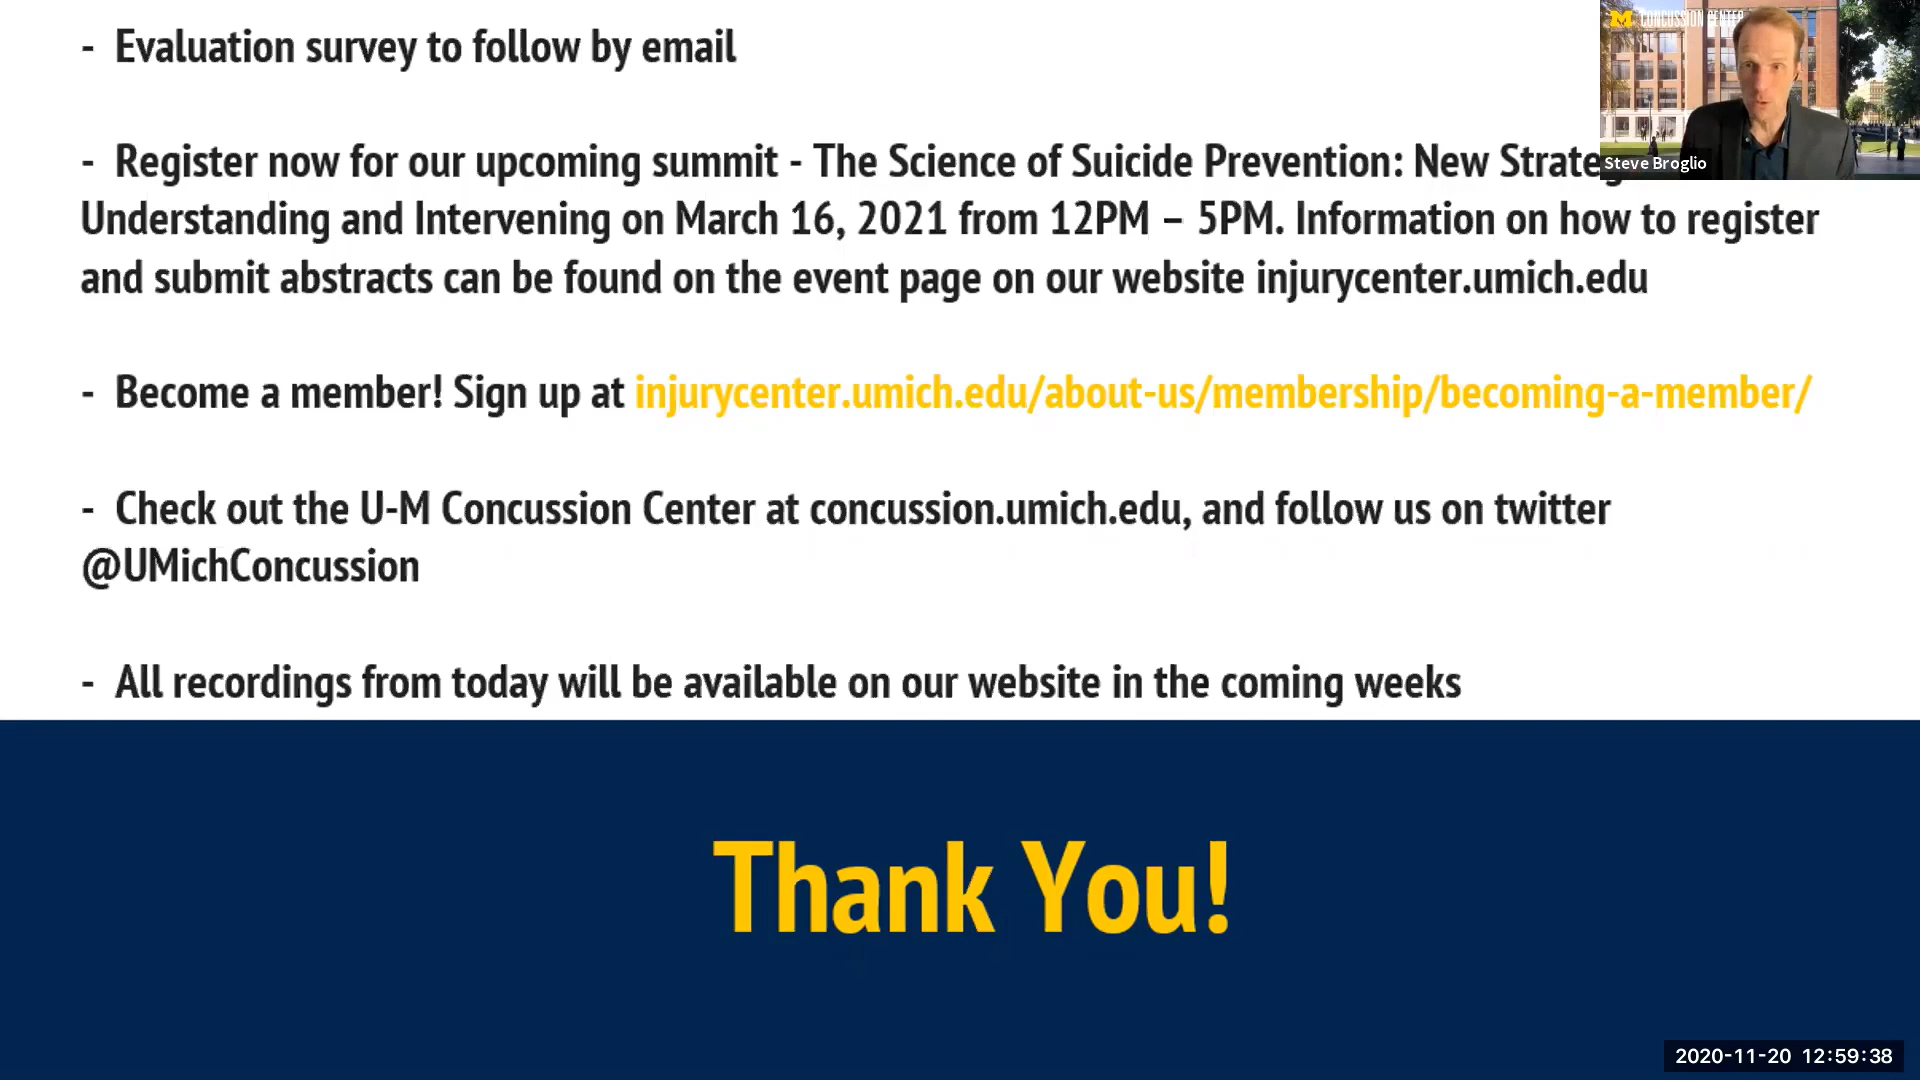 - Evaluation survey to follow by email
- Register now for our upcoming summit - The Science of Suicide Prevention: New
Understanding and Intervening on March 16, 2021 from 12PM – 5PM. Information on how to register
and submit abstracts can be found on the event page on our website injurycenter.umich.edu
- Become a member! Sign up at injurycenter.umich.edu/about-us/membership/becoming-a-member/
- Check out the U-M Concussion Center at concussion.umich.edu, and follow us on twitter
@UMichConcussion
- All recordings from today will be available on our website in the coming weeks
Thank You!
M CONCUSSION CENTER
Steve Broglio
2020-11-20 12:59:38